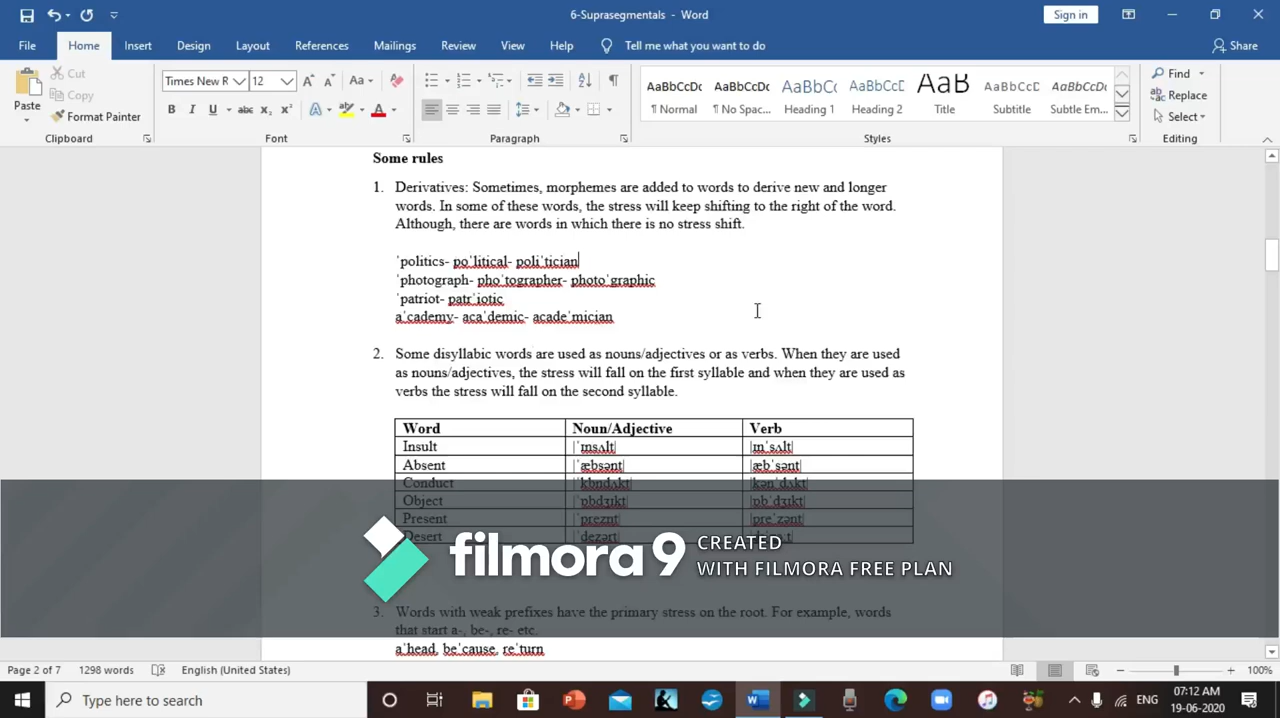 6-Suprasegmentals - Word
Sign in
File Home Insert Design Layout References Mailings Review View Help Tell me what you want to do Share
Paste Cut Copy Format Painter
Times New R 12
AaBbCcDc AaBbCcDc AaBbCc AaBbCcC AaB AaBbCcC AaBbCcDc
¶ Normal ¶ No Spac... Heading 1 Heading 2 Title Subtitle Subtle Em...
Find
Replace
Select
Clipboard Font Paragraph Styles Editing
Some rules
1. Derivatives: Sometimes, morphemes are added to words to derive new and longer
words. In some of these words, the stress will keep shifting to the right of the word.
Although, there are words in which there is no stress shift.
ˈpolitics- poˈlitical- poliˈtician
ˈphotograph- phoˈtographer- photoˈgraphic
ˈpatriot- patrˈiotic
aˈcademy- acaˈdemic- acadeˈmician
2. Some disyllabic words are used as nouns/adjectives or as verbs. When they are used
as nouns/adjectives, the stress will fall on the first syllable and when they are used as
verbs the stress will fall on the second syllable.
Word Noun/Adjective Verb
Insult |ˈɪnsʌlt| |ɪnˈsʌlt|
Absent |ˈæbsənt| |æbˈsənt|
Conduct |ˈkɒndʌkt| |kənˈdʌkt|
Object |ˈɒbdʒɪkt| |ɒbˈdʒɪkt|
Present |ˈpreznt| |preˈzənt|
Desert |ˈdezərt|
filmora9 CREATED
WITH FILMORA FREE PLAN
3. Words with weak prefixes have the primary stress on the root. For example, words
that start a-, be-, re- etc.
aˈhead, beˈcause, reˈturn
Page 2 of 7 1298 words English (United States) 100%
Type here to search
ENG
07:12 AM
19-06-2020